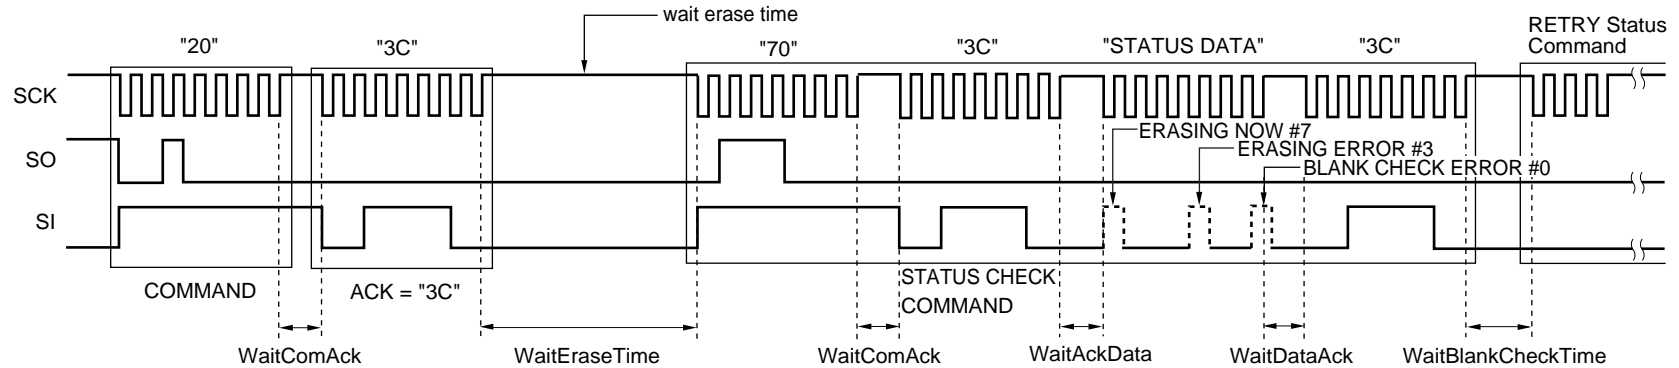 wait erase time
"20"
"3C"
"70"
"3C"
"STATUS DATA"
"3C"
RETRY Status
Command
SCK
ERASING NOW #7
ERASING ERROR #3
BLANK CHECK ERROR #0
SO
SI
COMMAND
ACK = "3C"
STATUS CHECK
COMMAND
WaitComAck
WaitEraseTime
WaitComAck
WaitAckData
WaitDataAck
WaitBlankCheckTime